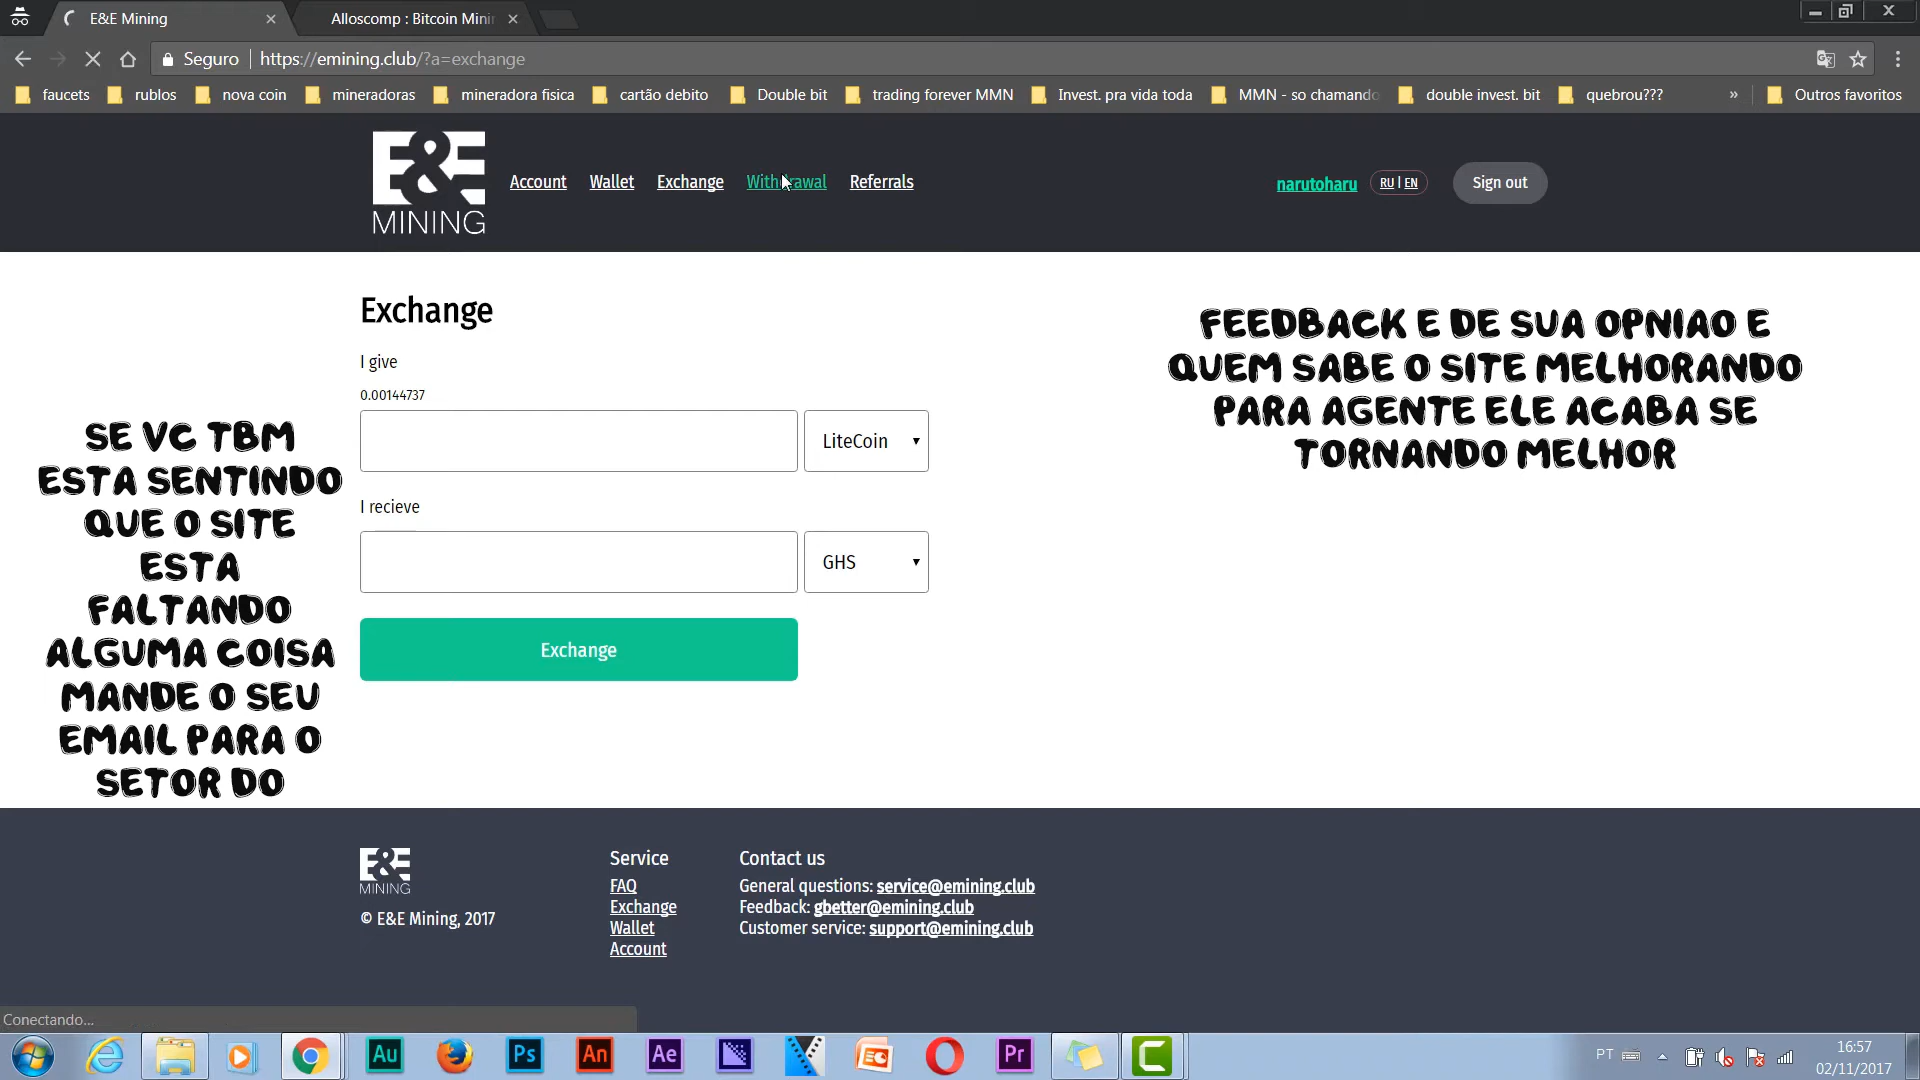 E&E Mining
Alloscomp : Bitcoin Mini
Seguro
https://emining.club/?a=exchange
faucets
rublos
nova coin
mineradoras
mineradora fisica
cartão debito
Double bit
trading forever MMN
Invest. pra vida toda
MMN - so chamando
double invest. bit
quebrou???
»
Outros favoritos
E&E
MINING
Account
Wallet
Exchange
Withdrawal
Referrals
narutoharu
RU | EN
Sign out
Exchange
I give
0.00144737
LiteCoin
I recieve
GHS
Exchange
SE VC TBM
ESTA SENTINDO
QUE O SITE
ESTA
FALTANDO
ALGUMA COISA
MANDE O SEU
EMAIL PARA O
SETOR DO
FEEDBACK E DE SUA OPNIAO E
QUEM SABE O SITE MELHORANDO
PARA AGENTE ELE ACABA SE
TORNANDO MELHOR
E&E
MINING
© E&E Mining, 2017
Service
FAQ
Exchange
Wallet
Account
Contact us
General questions: service@emining.club
Feedback: gbetter@emining.club
Customer service: support@emining.club
Conectando...
Au
Ps
An
Ae
Pr
PT
16:57
02/11/2017